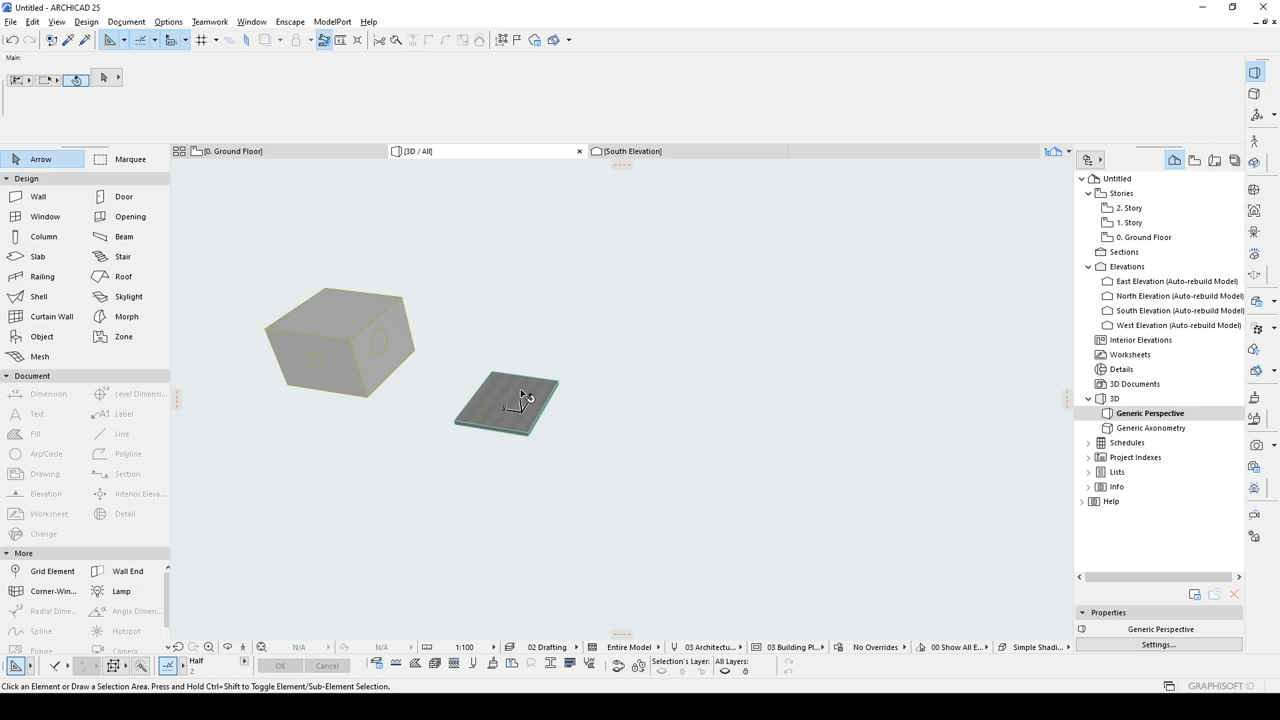 Untitled - ARCHICAD 25
File Edit View Design Document Options Teamwork Window Enscape ModelPort Help
Main:
[0. Ground Floor] [3D / All] [South Elevation]
Arrow Marquee
Design
Wall Door
Window Opening
Column Beam
Slab Stair
Railing Roof
Shell Skylight
Curtain Wall Morph
Object Zone
Mesh
Document
Dimension Level Dimensi...
Text A1 Label
Fill Line
Arc/Circle Polyline
Drawing Section
Elevation Interior Eleva...
Worksheet Detail
Change
More
Grid Element Wall End
Corner-Win... Lamp
Radial Dime... Angle Dimen...
Spline Hotspot
Figure Camera
Untitled
Stories
2. Story
1. Story
0. Ground Floor
Sections
Elevations
East Elevation (Auto-rebuild Model)
North Elevation (Auto-rebuild Model)
South Elevation (Auto-rebuild Model)
West Elevation (Auto-rebuild Model)
Interior Elevations
Worksheets
Details
3D Documents
3D
Generic Perspective
Generic Axonometry
Schedules
Project Indexes
Lists
Info
Help
Properties
Generic Perspective
Settings...
N/A N/A 1:100 02 Drafting Entire Model 03 Architectu... 03 Building Pl... No Overrides 00 Show All E... Simple Shadi...
Half
2
OK Cancel
Selection's Layer: All Layers:
Click an Element or Draw a Selection Area. Press and Hold Ctrl+Shift to Toggle Element/Sub-Element Selection.
GRAPHISOFT ID